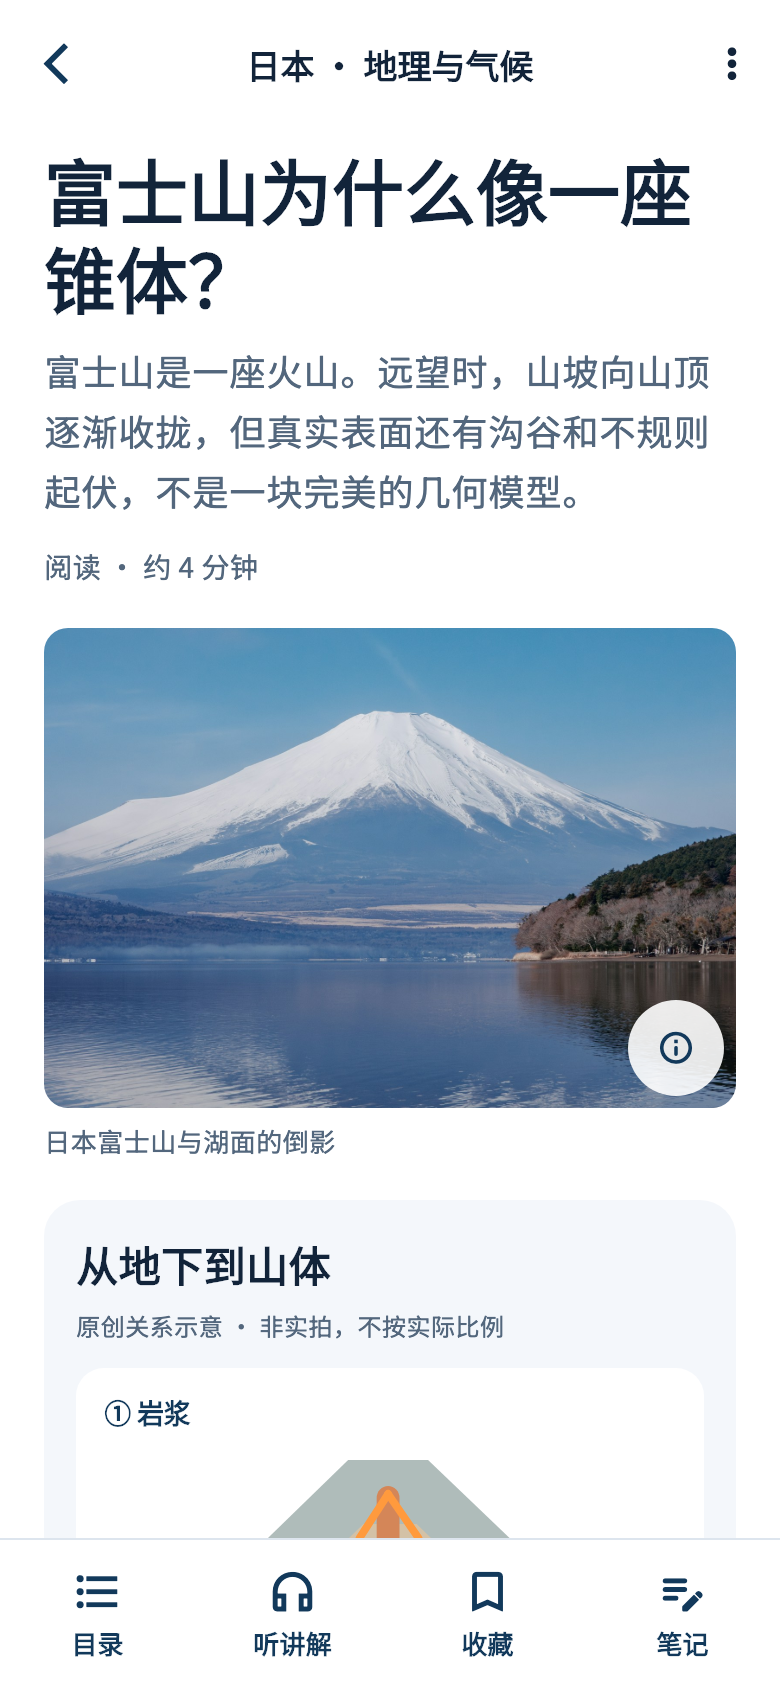 日本 · 地理与气候
富士山为什么像一座
锥体？
富士山是一座火山。远望时，山坡向山顶
逐渐收拢，但真实表面还有沟谷和不规则
起伏，不是一块完美的几何模型。
阅读 · 约 4 分钟
日本富士山与湖面的倒影
从地下到山体
原创关系示意 · 非实拍，不按实际比例
① 岩浆
目录
听讲解
收藏
笔记